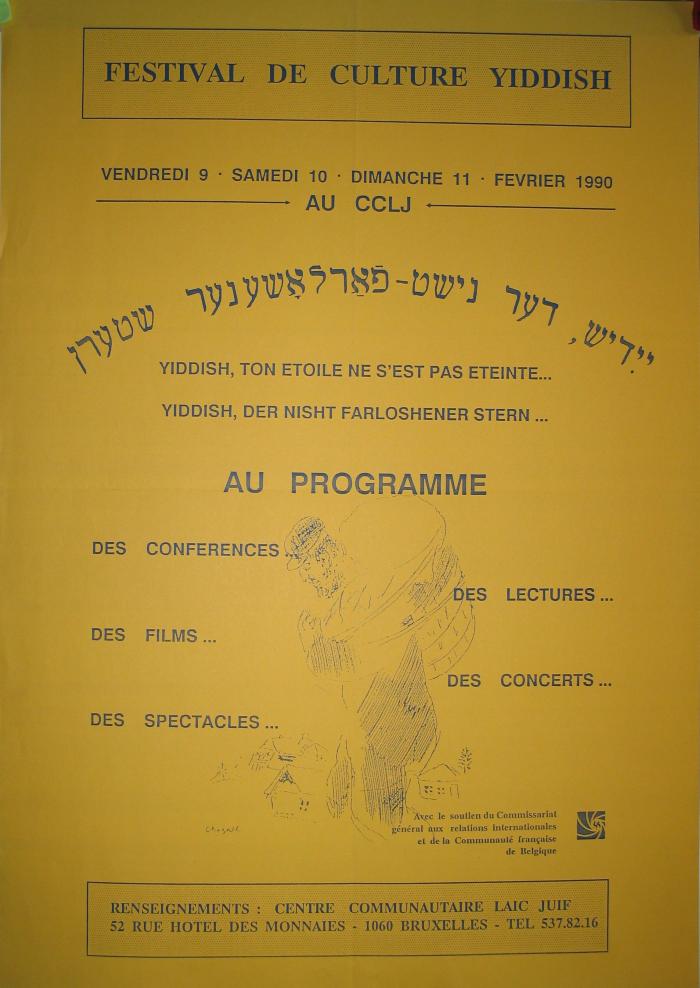 FESTIVAL DE CULTURE YIDDISH
VENDREDI 9 · SAMEDI 10 · DIMANCHE 11 · FEVRIER 1990
AU CCLJ
ייִדיש, דער נישט-פֿאַרלאָשענער שטערן
YIDDISH, TON ETOILE NE S'EST PAS ETEINTE...
YIDDISH, DER NISHT FARLOSHENER STERN ...
AU PROGRAMME
DES CONFERENCES ...
DES LECTURES ...
DES FILMS ...
DES CONCERTS ...
DES SPECTACLES ...
Chagall
Avec le soutien du Commissariat
général aux relations internationales
et de la Communauté française
de Belgique
RENSEIGNEMENTS : CENTRE COMMUNAUTAIRE LAIC JUIF
52 RUE HOTEL DES MONNAIES - 1060 BRUXELLES - TEL 537.82.16